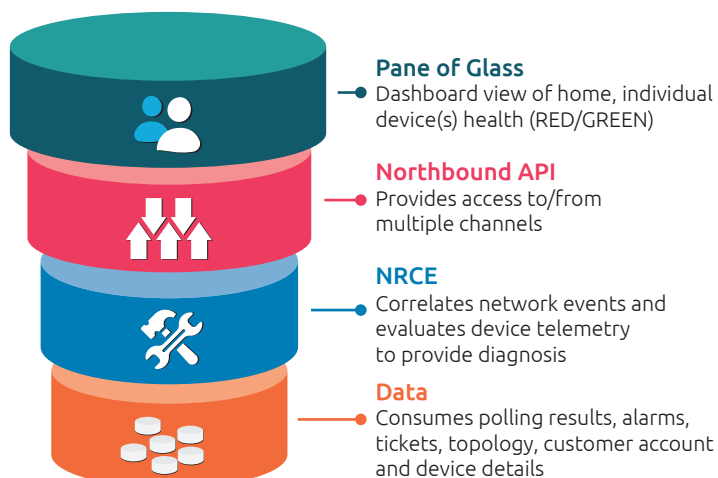 Pane of Glass
Dashboard view of home, individual
device(s) health (RED/GREEN)
Northbound API
Provides access to/from
multiple channels
NRCE
Correlates network events and
evaluates device telemetry
to provide diagnosis
Data
Consumes polling results, alarms,
tickets, topology, customer account
and device details